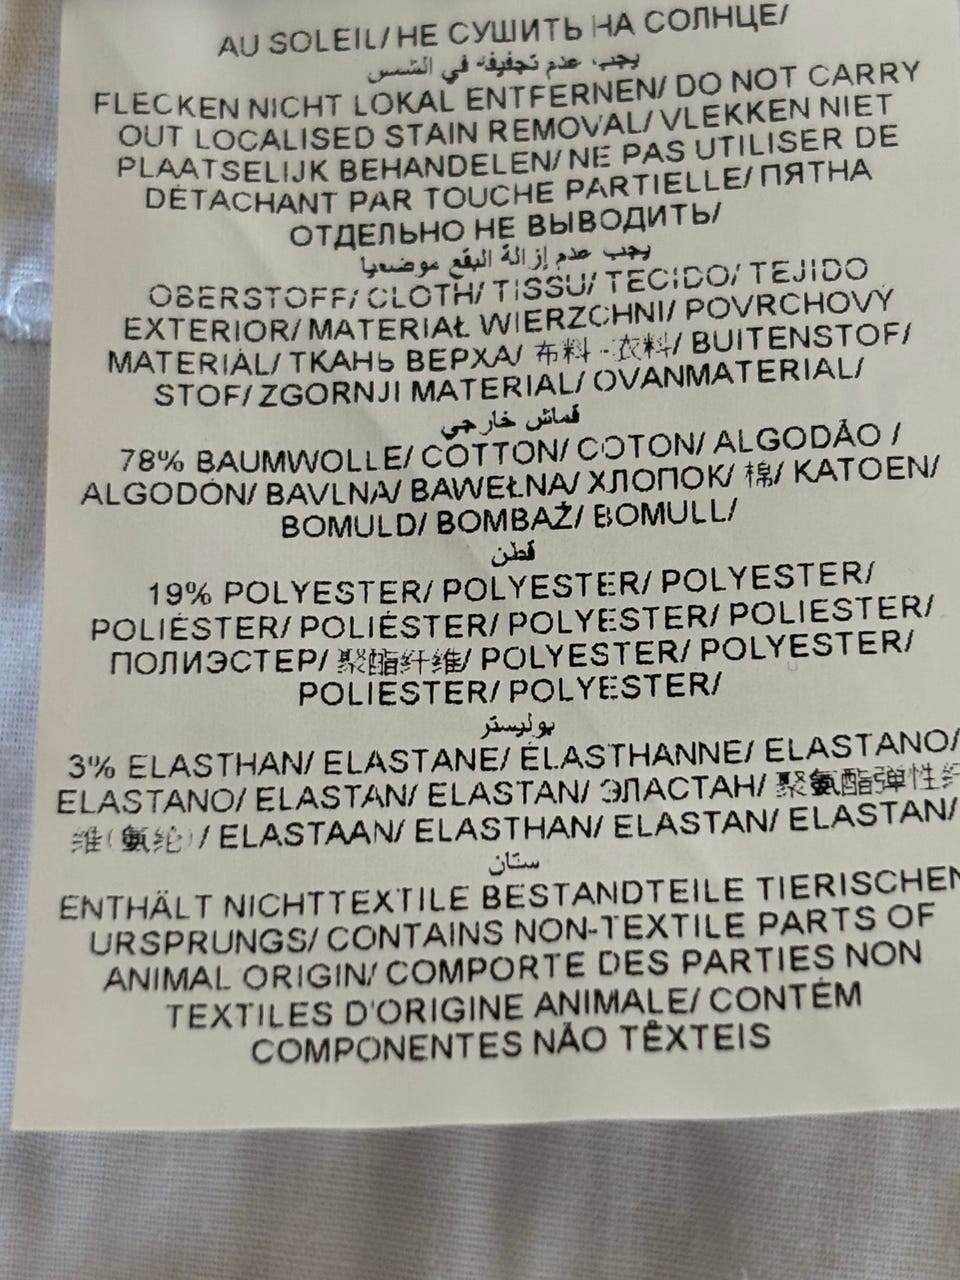 AU SOLEIL/ НЕ СУШИТЬ НА СОЛНЦЕ/
يجب عدم تجفيفه في الشمس
FLECKEN NICHT LOKAL ENTFERNEN/ DO NOT CARRY
OUT LOCALISED STAIN REMOVAL/ VLEKKEN NIET
PLAATSELIJK BEHANDELEN/ NE PAS UTILISER DE
DÉTACHANT PAR TOUCHE PARTIELLE/ ПЯТНА
ОТДЕЛЬНО НЕ ВЫВОДИТЬ/
يجب عدم إزالة البقع موضعيا
OBERSTOFF/ CLOTH/ TISSU/ TECIDO/ TEJIDO
EXTERIOR/ MATERIAŁ WIERZCHNI/ POVRCHOVÝ
MATERIÁL/ ТКАНЬ ВЕРХА/ 布料 -衣料/ BUITENSTOF/
STOF/ ZGORNJI MATERIAL/ OVANMATERIAL/
قماش خارجي
78% BAUMWOLLE/ COTTON/ COTON/ ALGODÃO /
ALGODÓN/ BAVLNA/ BAWEŁNA/ ХЛОПОК/ 棉/ KATOEN/
BOMULD/ BOMBAŽ/ BOMULL/
قطن
19% POLYESTER/ POLYESTER/ POLYESTER/
POLIÉSTER/ POLIÉSTER/ POLYESTER/ POLIESTER/
ПОЛИЭСТЕР/ 聚酯纤维/ POLYESTER/ POLYESTER/
POLIESTER/ POLYESTER/
بوليستر
3% ELASTHAN/ ELASTANE/ ÉLASTHANNE/ ELASTANO/
ELASTANO/ ELASTAN/ ELASTAN/ ЭЛАСТАН/ 聚氨酯弹性纤
维(氨纶) / ELASTAAN/ ELASTHAN/ ELASTAN/ ELASTAN/
ستان
ENTHÄLT NICHTTEXTILE BESTANDTEILE TIERISCHEN
URSPRUNGS/ CONTAINS NON-TEXTILE PARTS OF
ANIMAL ORIGIN/ COMPORTE DES PARTIES NON
TEXTILES D'ORIGINE ANIMALE/ CONTÉM
COMPONENTES NÃO TÊXTEIS